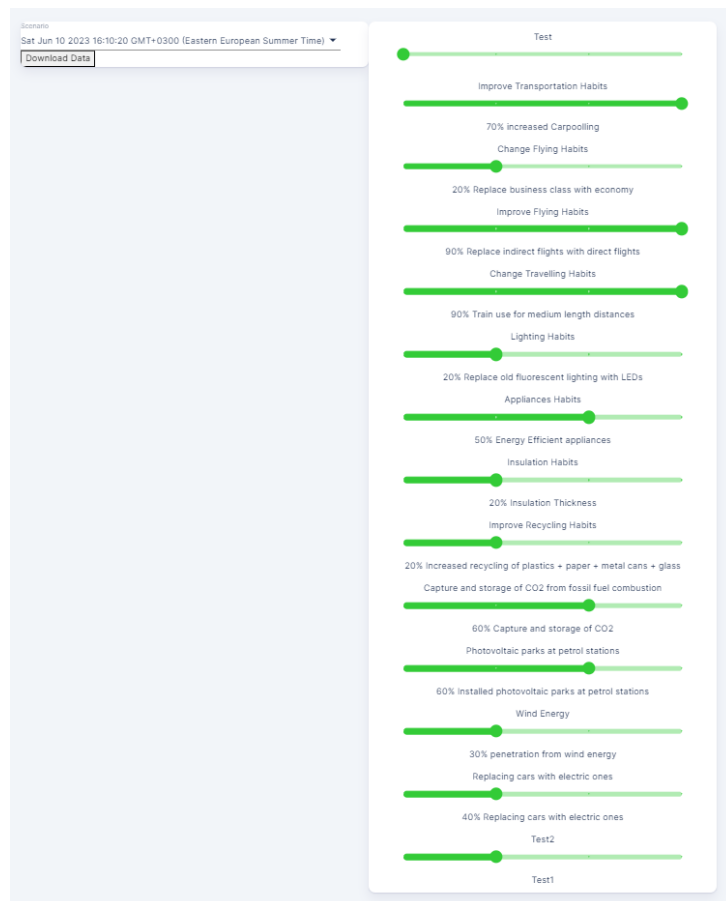 Scenario
Sat Jun 10 2023 16:10:20 GMT+0300 (Eastern European Summer Time)
Download Data
Test
Improve Transportation Habits
70% increased Carpoolling
Change Flying Habits
20% Replace business class with economy
Improve Flying Habits
90% Replace indirect flights with direct flights
Change Travelling Habits
90% Train use for medium length distances
Lighting Habits
20% Replace old fluorescent lighting with LEDs
Appliances Habits
50% Energy Efficient appliances
Insulation Habits
20% Insulation Thickness
Improve Recycling Habits
20% Increased recycling of plastics + paper + metal cans + glass
Capture and storage of CO2 from fossil fuel combustion
60% Capture and storage of CO2
Photovoltaic parks at petrol stations
60% Installed photovoltaic parks at petrol stations
Wind Energy
30% penetration from wind energy
Replacing cars with electric ones
40% Replacing cars with electric ones
Test2
Test1